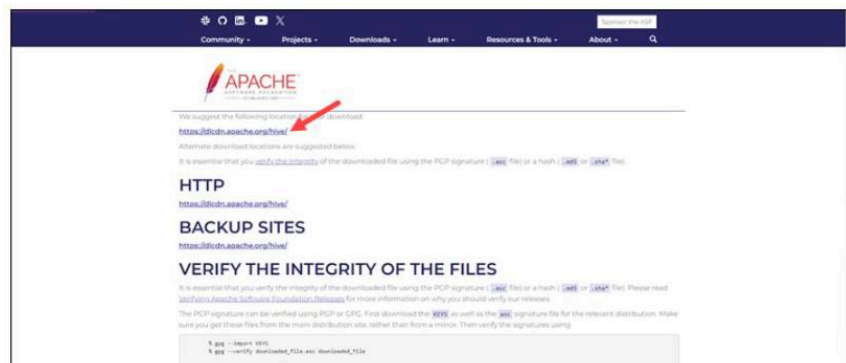 Sponsor the ASF
Community Projects Downloads Learn Resources & Tools About
THE
APACHE
SOFTWARE FOUNDATION
We suggest the following location for your download:
https://dlcdn.apache.org/hive/
Alternate download locations are suggested below.
It is essential that you verify the integrity of the downloaded file using the PGP signature ( .asc file) or a hash ( .md5 or .sha* file).
HTTP
https://dlcdn.apache.org/hive/
BACKUP SITES
https://dlcdn.apache.org/hive/
VERIFY THE INTEGRITY OF THE FILES
It is essential that you verify the integrity of the downloaded file using the PGP signature ( .asc file) or a hash ( .md5 or .sha* file). Please read
Verifying Apache Software Foundation Releases for more information on why you should verify our releases.
The PGP signature can be verified using PGP or GPG. First download the KEYS as well as the asc signature file for the relevant distribution. Make
sure you get these files from the main distribution site, rather than from a mirror. Then verify the signatures using
% gpg --import KEYS
% gpg --verify downloaded_file.asc downloaded_file